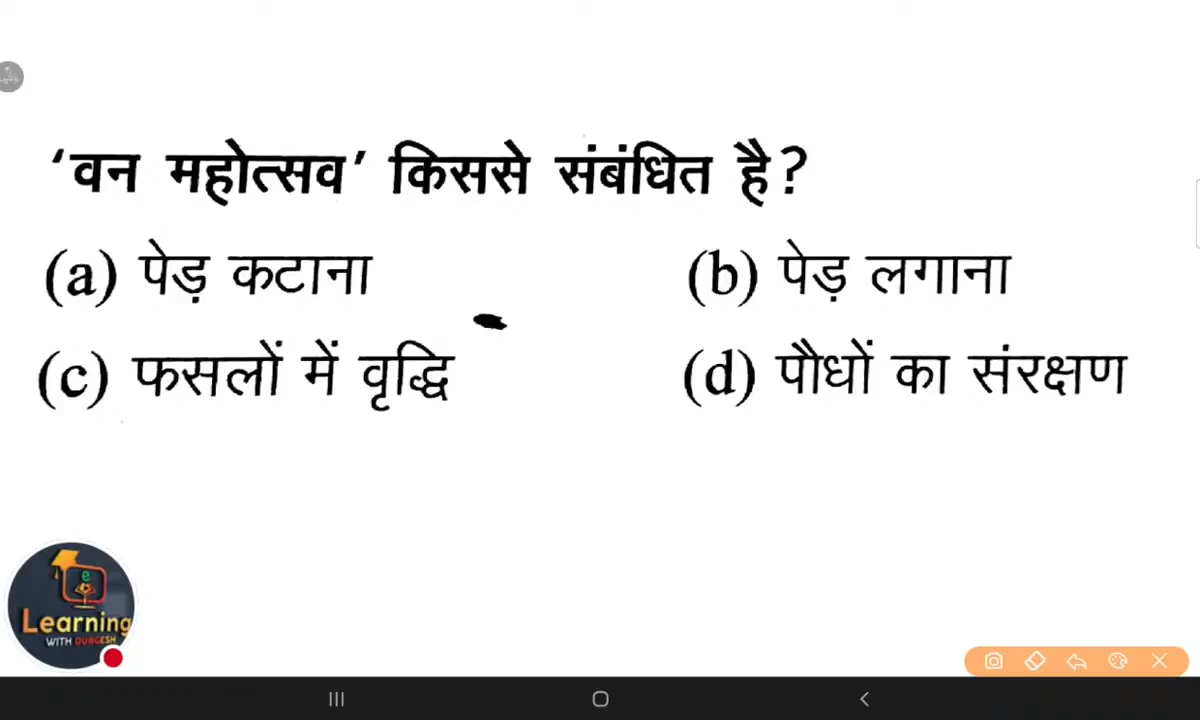 ‘वन महोत्सव’ किससे संबंधित है?
(a) पेड़ कटाना (b) पेड़ लगाना
(c) फसलों में वृद्धि (d) पौधों का संरक्षण
e
Learning
WITH DURGESH